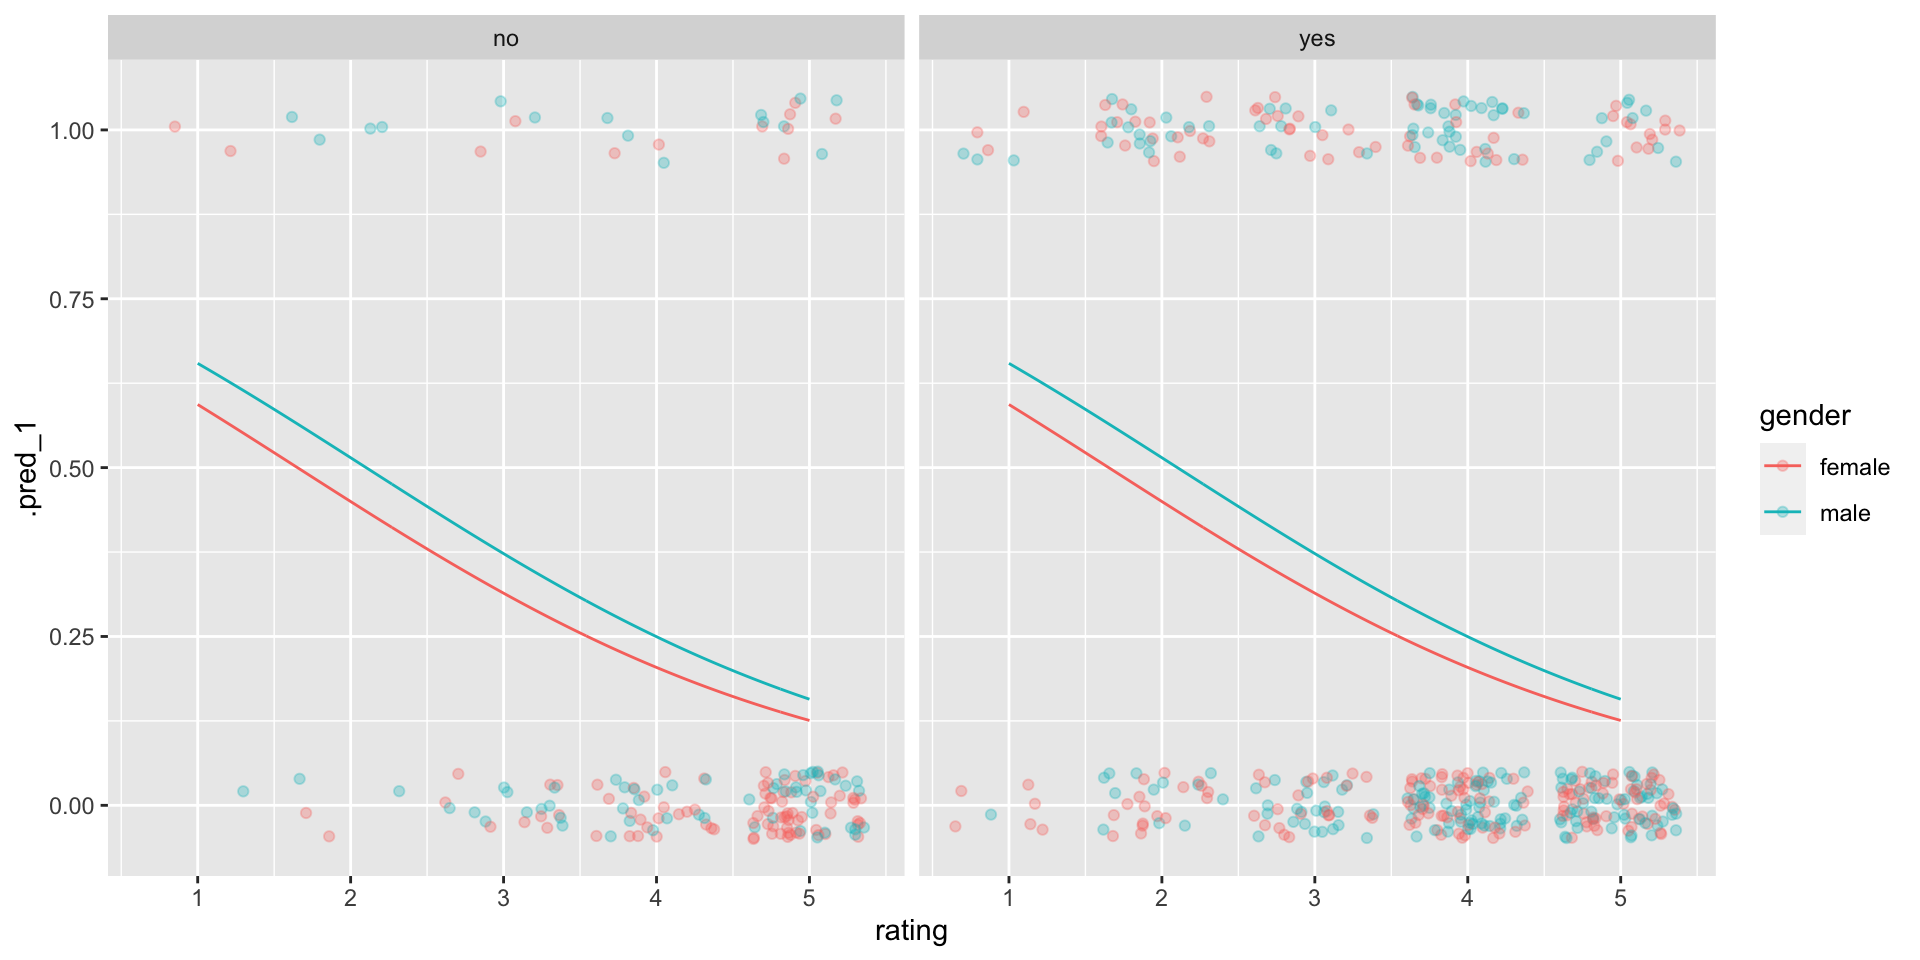 no
yes
.pred_1
1.00
0.75
0.50
0.25
0.00
1 2 3 4 5
1 2 3 4 5
rating
gender
female
male